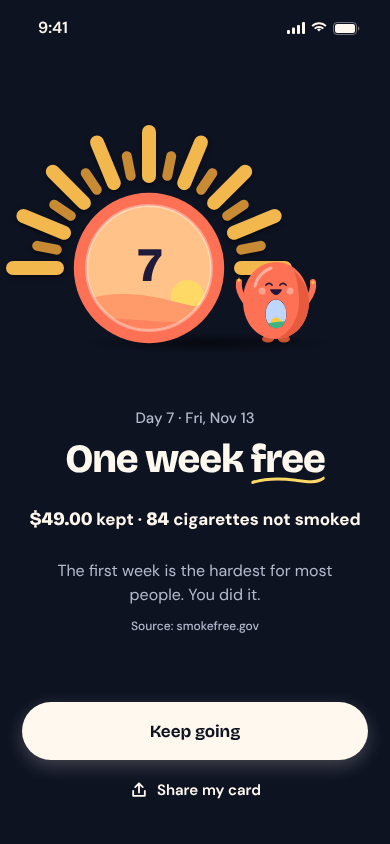 9:41
7
Day 7 · Fri, Nov 13
One week free
$49.00 kept · 84 cigarettes not smoked
The first week is the hardest for most
people. You did it.
Source: smokefree.gov
Keep going
Share my card